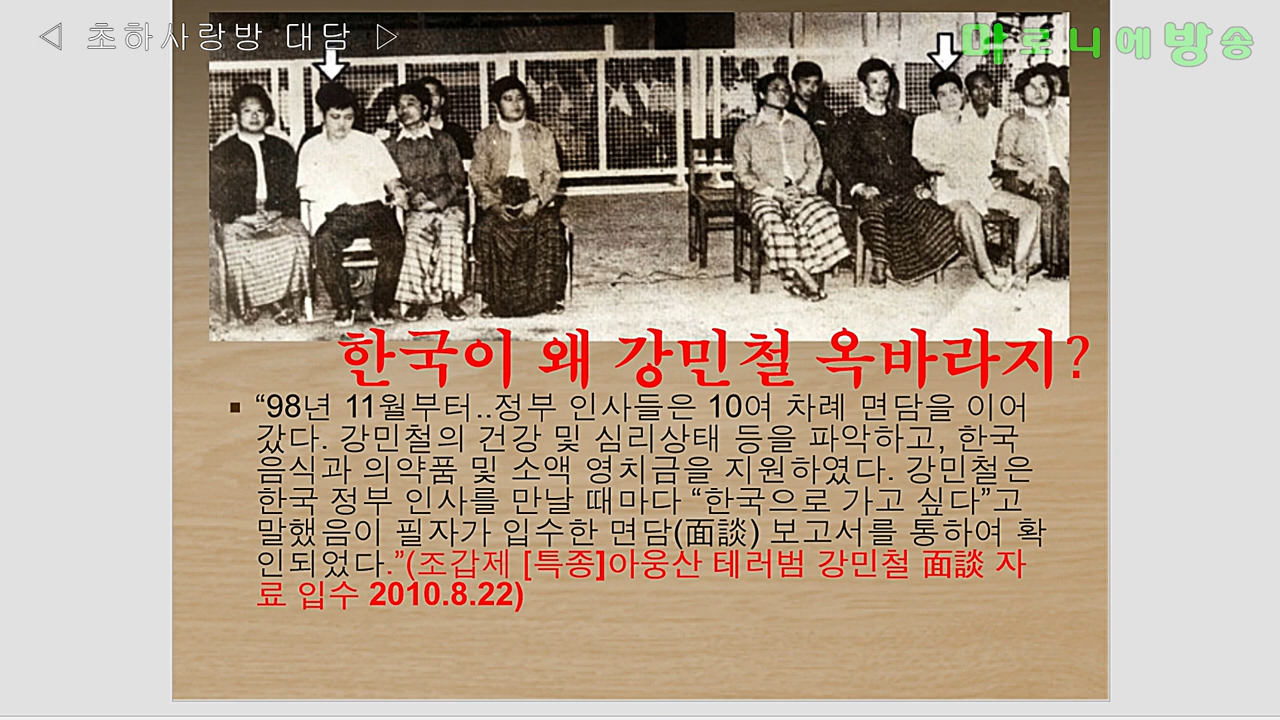 ◁ 초하사랑방 대담 ▷
마로니에방송
한국이 왜 강민철 옥바라지?
▪ “98년 11월부터..정부 인사들은 10여 차례 면담을 이어
갔다. 강민철의 건강 및 심리상태 등을 파악하고, 한국
음식과 의약품 및 소액 영치금을 지원하였다. 강민철은
한국 정부 인사를 만날 때마다 “한국으로 가고 싶다”고
말했음이 필자가 입수한 면담(面談) 보고서를 통하여 확
인되었다.”(조갑제 [특종]아웅산 테러범 강민철 面談 자
료 입수 2010.8.22)